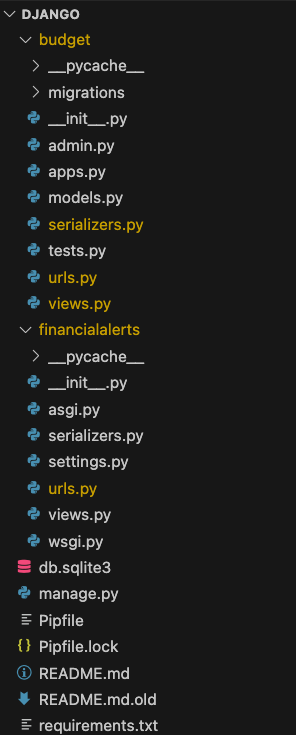 DJANGO
budget
__pycache__
migrations
__init__.py
admin.py
apps.py
models.py
serializers.py
tests.py
urls.py
views.py
financialalerts
__pycache__
__init__.py
asgi.py
serializers.py
settings.py
urls.py
views.py
wsgi.py
db.sqlite3
manage.py
Pipfile
Pipfile.lock
README.md
README.md.old
requirements.txt